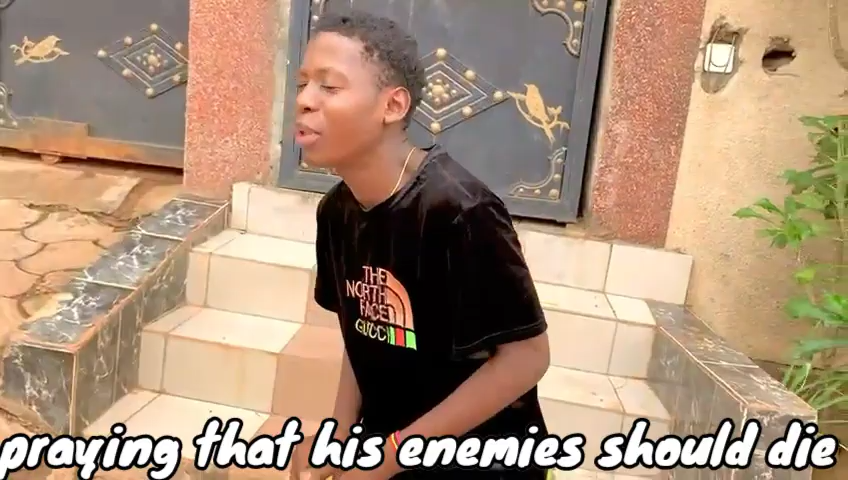 THE
NORTH
FACE
GUCCI
praying that his enemies should die